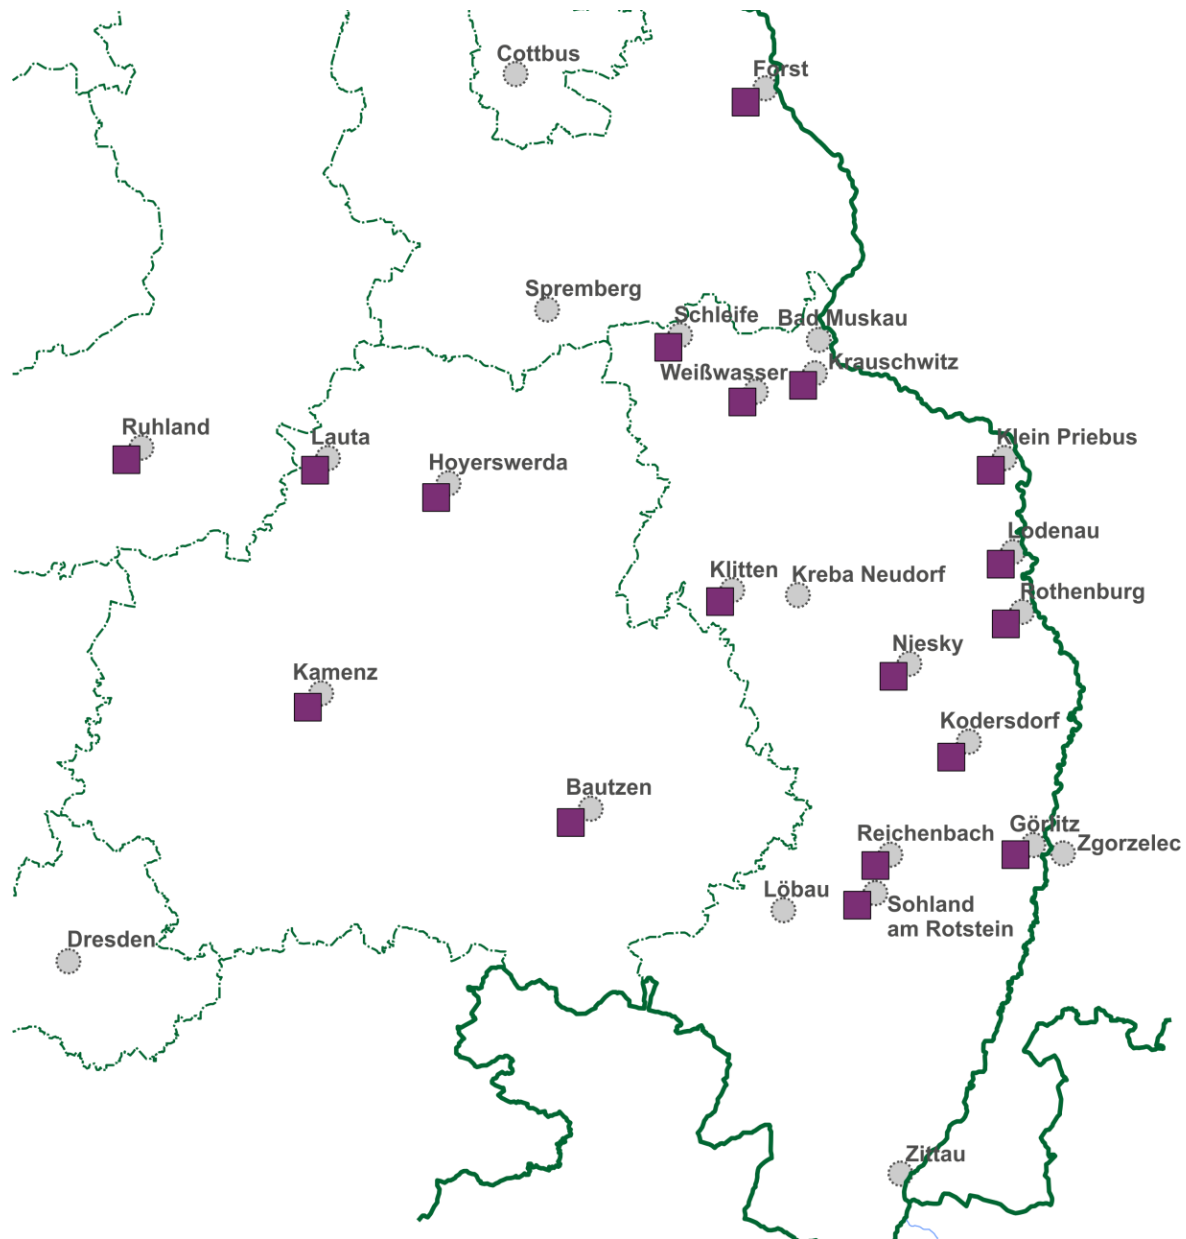 Cottbus
Forst
Spremberg
Schleife
Bad Muskau
Weißwasser
Krauschwitz
Ruhland
Lauta
Hoyerswerda
Klein Priebus
Lodenau
Klitten
Kreba Neudorf
Rothenburg
Niesky
Kamenz
Kodersdorf
Bautzen
Reichenbach
Görlitz
Zgorzelec
Löbau
Sohland
am Rotstein
Dresden
Zittau